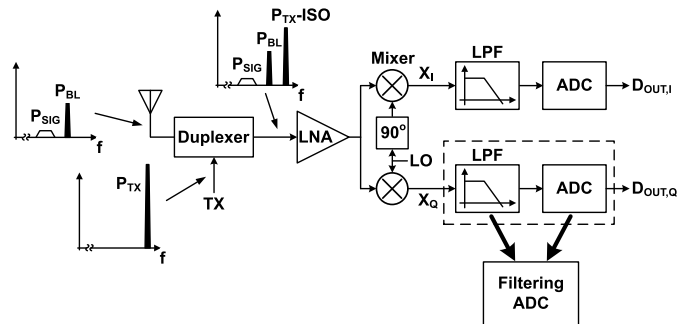 P_TX-ISO
P_BL
P_SIG
f
P_BL
P_SIG
f
P_TX
f
Duplexer
TX
LNA
Mixer
X_I
LPF
ADC
D_OUT,I
90°
LO
X_Q
LPF
ADC
D_OUT,Q
Filtering
ADC